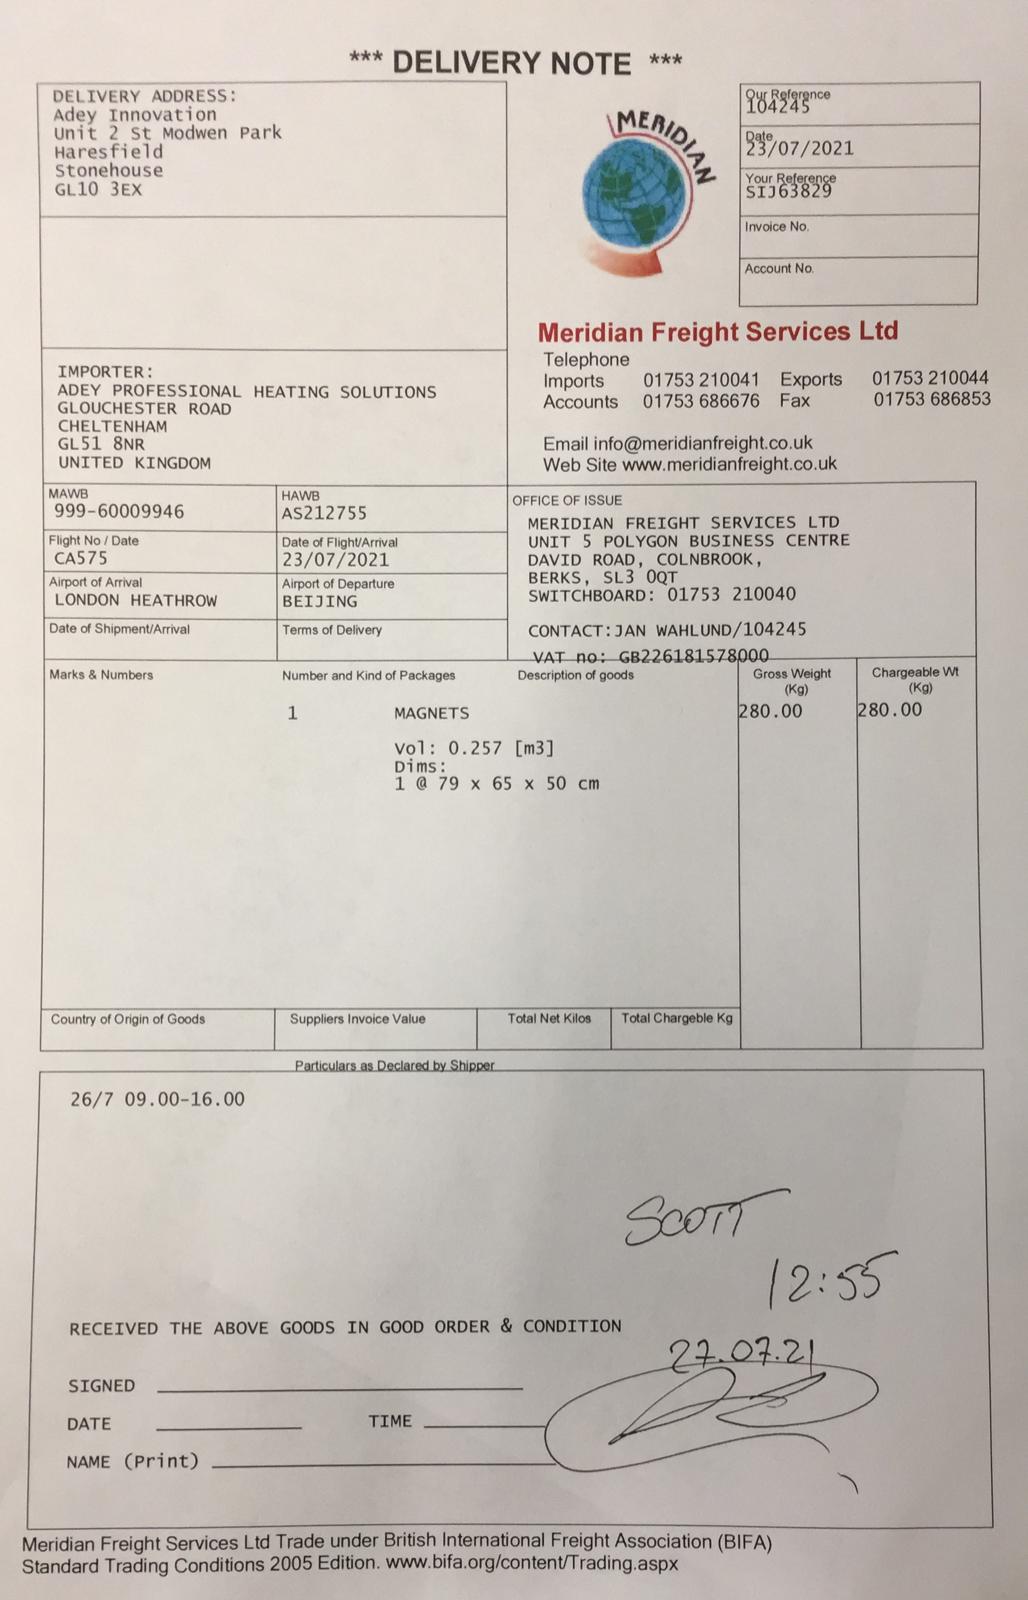 *** DELIVERY NOTE ***
DELIVERY ADDRESS:
Adey Innovation
Unit 2 St Modwen Park
Haresfield
Stonehouse
GL10 3EX
MERIDIAN
Our Reference
104245
Date
23/07/2021
Your Reference
SIJ63829
Invoice No.
Account No.
Meridian Freight Services Ltd
Telephone
Imports 01753 210041 Exports 01753 210044
Accounts 01753 686676 Fax 01753 686853
Email info@meridianfreight.co.uk
Web Site www.meridianfreight.co.uk
IMPORTER:
ADEY PROFESSIONAL HEATING SOLUTIONS
GLOUCHESTER ROAD
CHELTENHAM
GL51 8NR
UNITED KINGDOM
MAWB
999-60009946
HAWB
AS212755
Flight No / Date
CA575
Date of Flight/Arrival
23/07/2021
Airport of Arrival
LONDON HEATHROW
Airport of Departure
BEIJING
Date of Shipment/Arrival
Terms of Delivery
OFFICE OF ISSUE
MERIDIAN FREIGHT SERVICES LTD
UNIT 5 POLYGON BUSINESS CENTRE
DAVID ROAD, COLNBROOK,
BERKS, SL3 0QT
SWITCHBOARD: 01753 210040
CONTACT:JAN WAHLUND/104245
VAT no: GB226181578000
Marks & Numbers
Number and Kind of Packages
Description of goods
Gross Weight
(Kg)
Chargeable Wt
(Kg)
1 MAGNETS 280.00 280.00
Vol: 0.257 [m3]
Dims:
1 @ 79 x 65 x 50 cm
Country of Origin of Goods
Suppliers Invoice Value
Total Net Kilos
Total Chargeble Kg
Particulars as Declared by Shipper
26/7 09.00-16.00
SCOTT
12:55
RECEIVED THE ABOVE GOODS IN GOOD ORDER & CONDITION
27.07.21
SIGNED
DATE TIME
NAME (Print)
Meridian Freight Services Ltd Trade under British International Freight Association (BIFA)
Standard Trading Conditions 2005 Edition. www.bifa.org/content/Trading.aspx